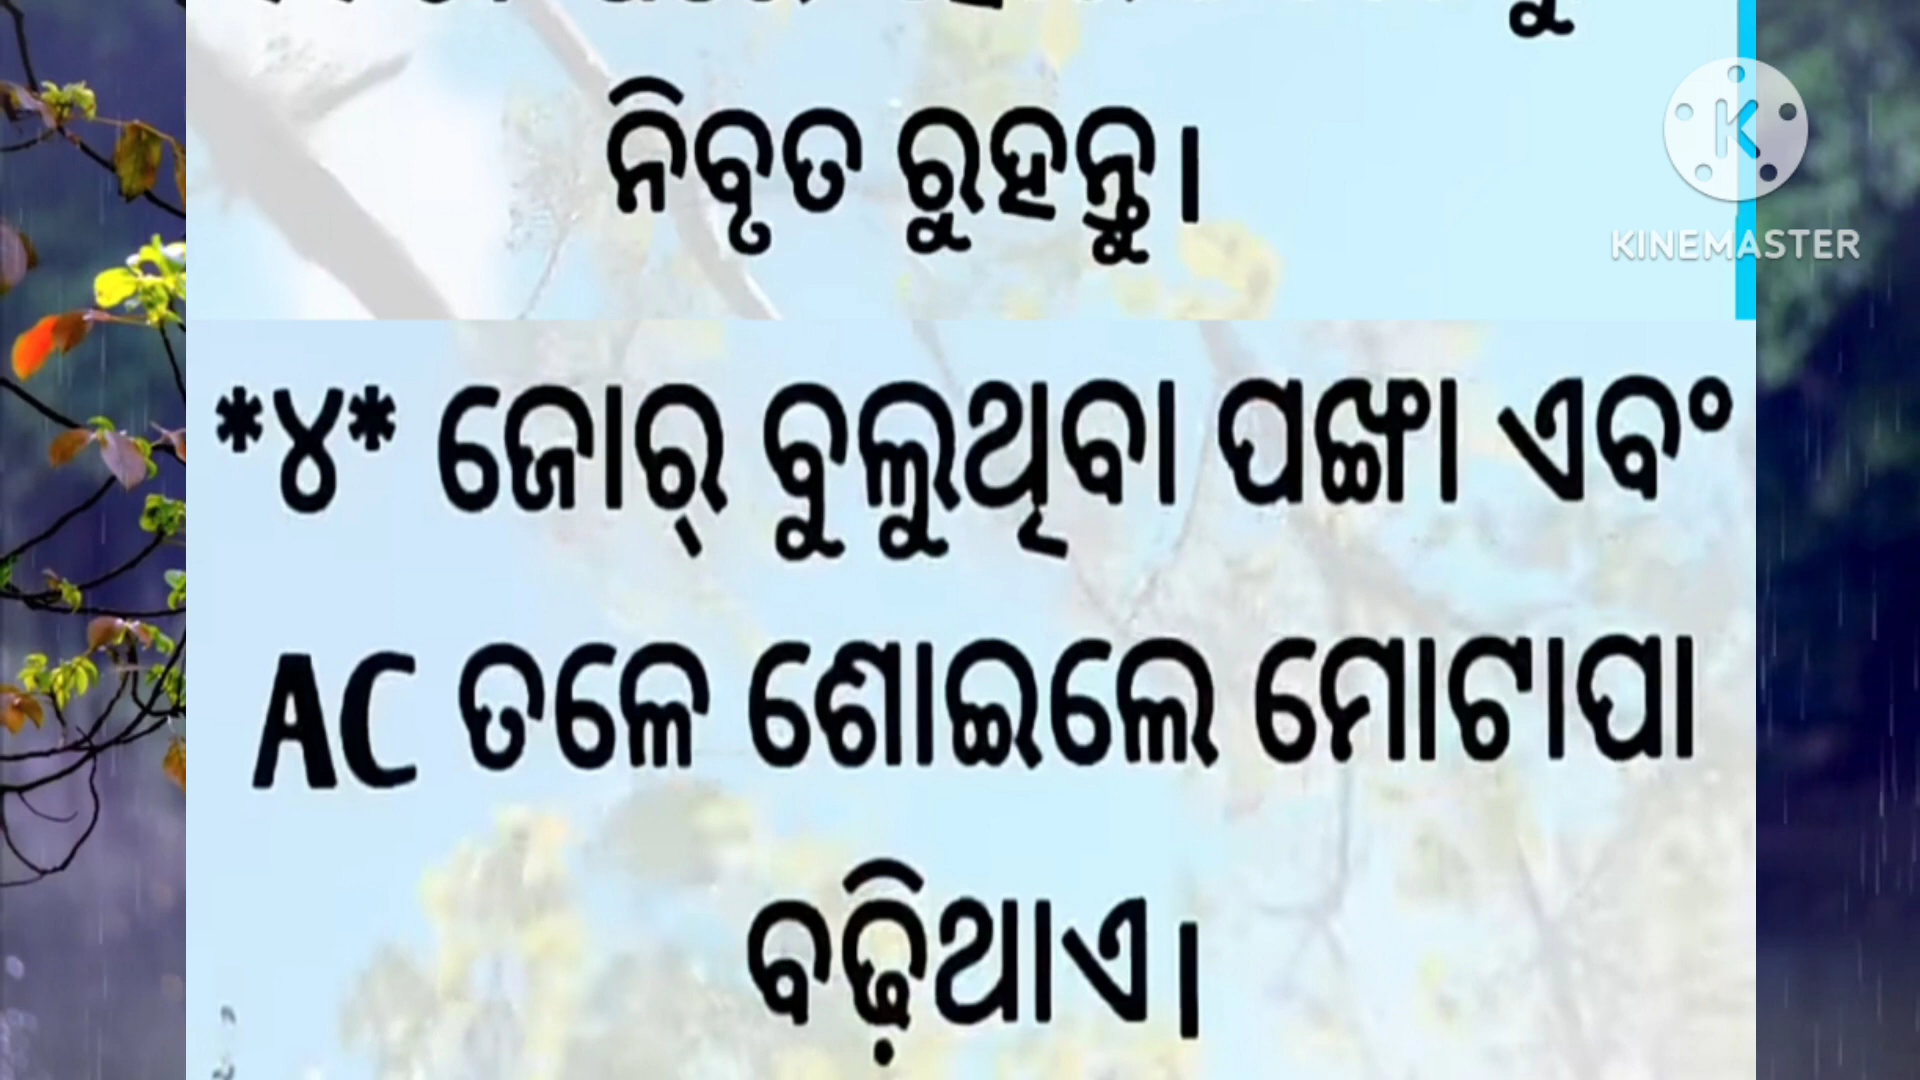 ନିବୃତ ରୁହନ୍ତୁ।
KINEMASTER
*୪* ଜୋର୍ ବୁଲୁଥିବା ପଙ୍ଖା ଏବଂ
AC ତଳେ ଶୋଇଲେ ମୋଟାପା
ବଢ଼ିଥାଏ।